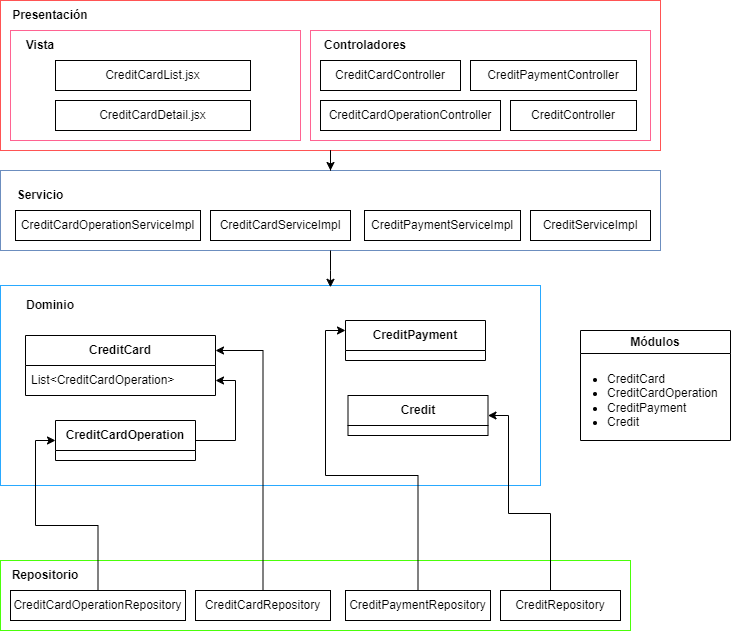 Presentación
Vista
CreditCardList.jsx
CreditCardDetail.jsx
Controladores
CreditCardController
CreditPaymentController
CreditCardOperationController
CreditController
Servicio
CreditCardOperationServiceImpl
CreditCardServiceImpl
CreditPaymentServiceImpl
CreditServiceImpl
Dominio
CreditCard
List<CreditCardOperation>
CreditCardOperation
CreditPayment
Credit
Módulos
• CreditCard
• CreditCardOperation
• CreditPayment
• Credit
Repositorio
CreditCardOperationRepository
CreditCardRepository
CreditPaymentRepository
CreditRepository